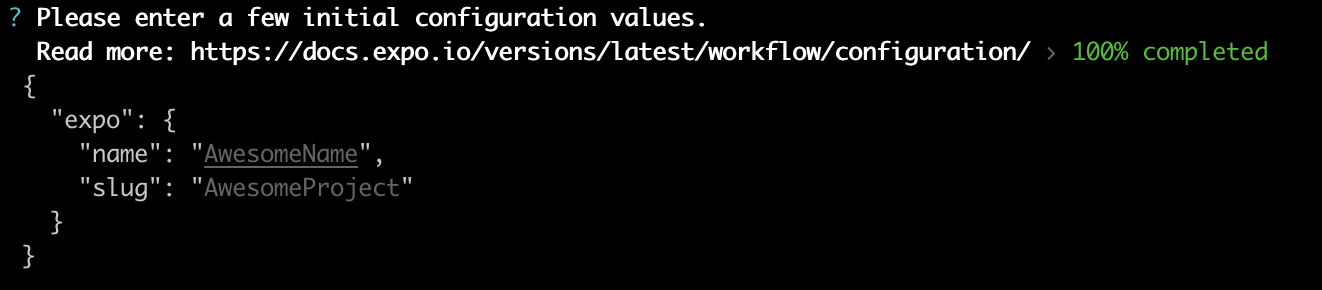 ? Please enter a few initial configuration values.
Read more: https://docs.expo.io/versions/latest/workflow/configuration/ › 100% completed
{
"expo": {
"name": "AwesomeName",
"slug": "AwesomeProject"
}
}